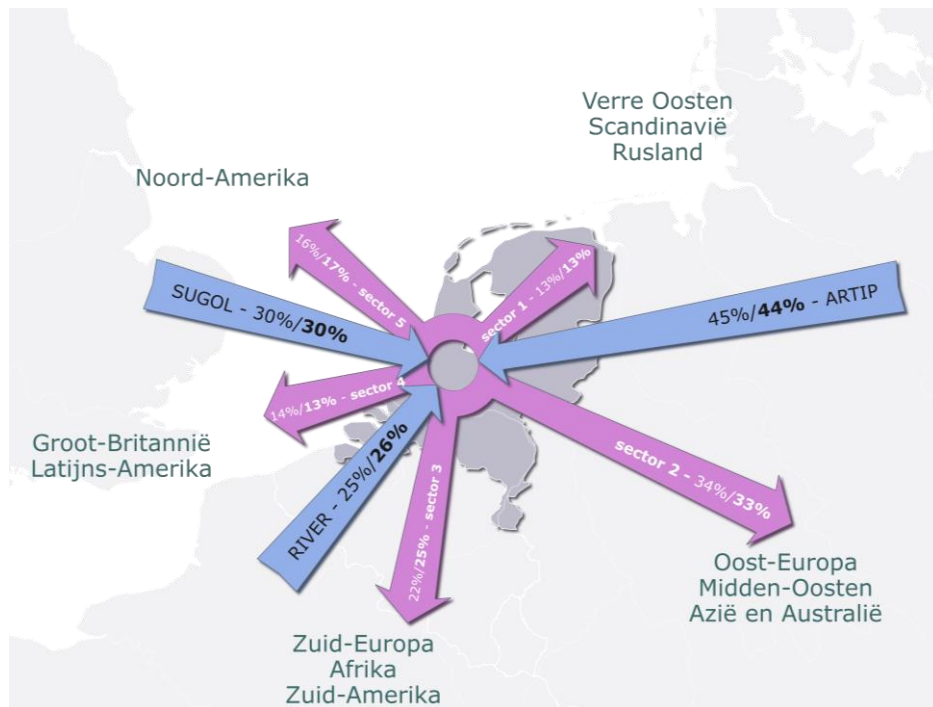 Verre Oosten
Scandinavië
Rusland
Noord-Amerika
16%/17% - sector 5
sector 1 - 13%/13%
SUGOL - 30%/30%
45%/44% - ARTIP
14%/13% - sector 4
Groot-Britannië
Latijns-Amerika
RIVER - 25%/26%
22%/25% - sector 3
sector 2 - 34%/33%
Oost-Europa
Midden-Oosten
Azië en Australië
Zuid-Europa
Afrika
Zuid-Amerika